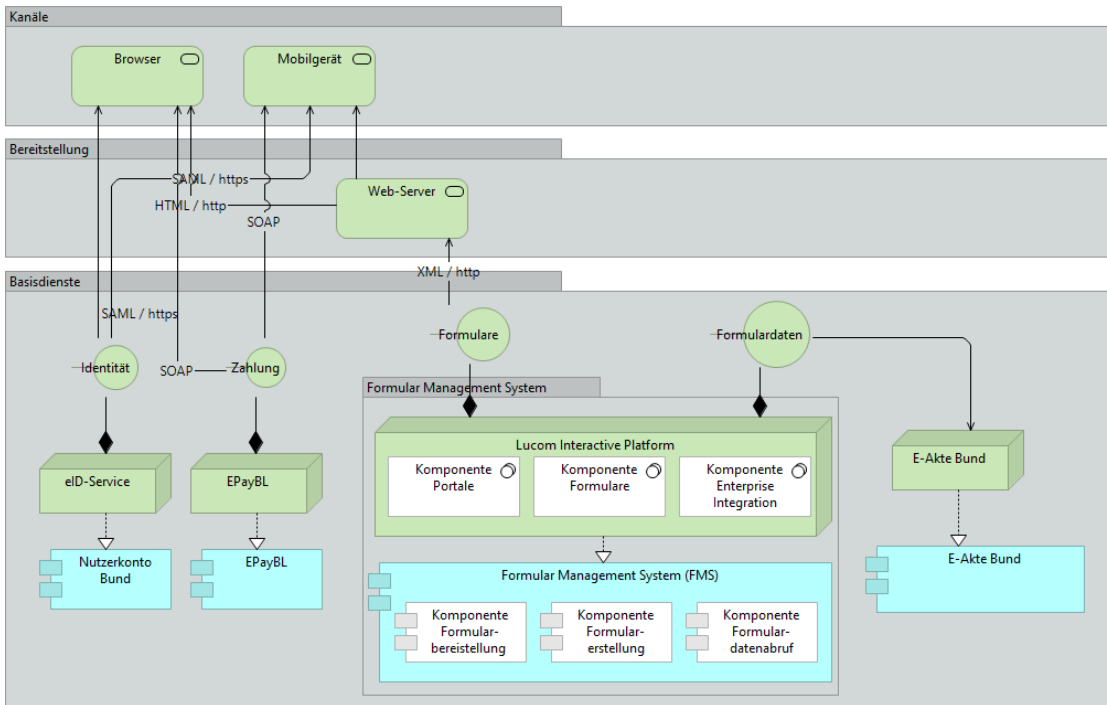 Kanäle
Browser
Mobilgerät
Bereitstellung
SAML / https
Web-Server
HTML / http
SOAP
XML / http
Basisdienste
SAML / https
Formulare
Formulardaten
Identität
SOAP
Zahlung
Formular Management System
Lucom Interactive Platform
E-Akte Bund
Komponente
Portale
Komponente
Formulare
Komponente
Enterprise
Integration
eID-Service
EPayBL
Nutzerkonto
Bund
EPayBL
E-Akte Bund
Formular Management System (FMS)
Komponente
Formular-
bereistellung
Komponente
Formular-
erstellung
Komponente
Formular-
datenabruf